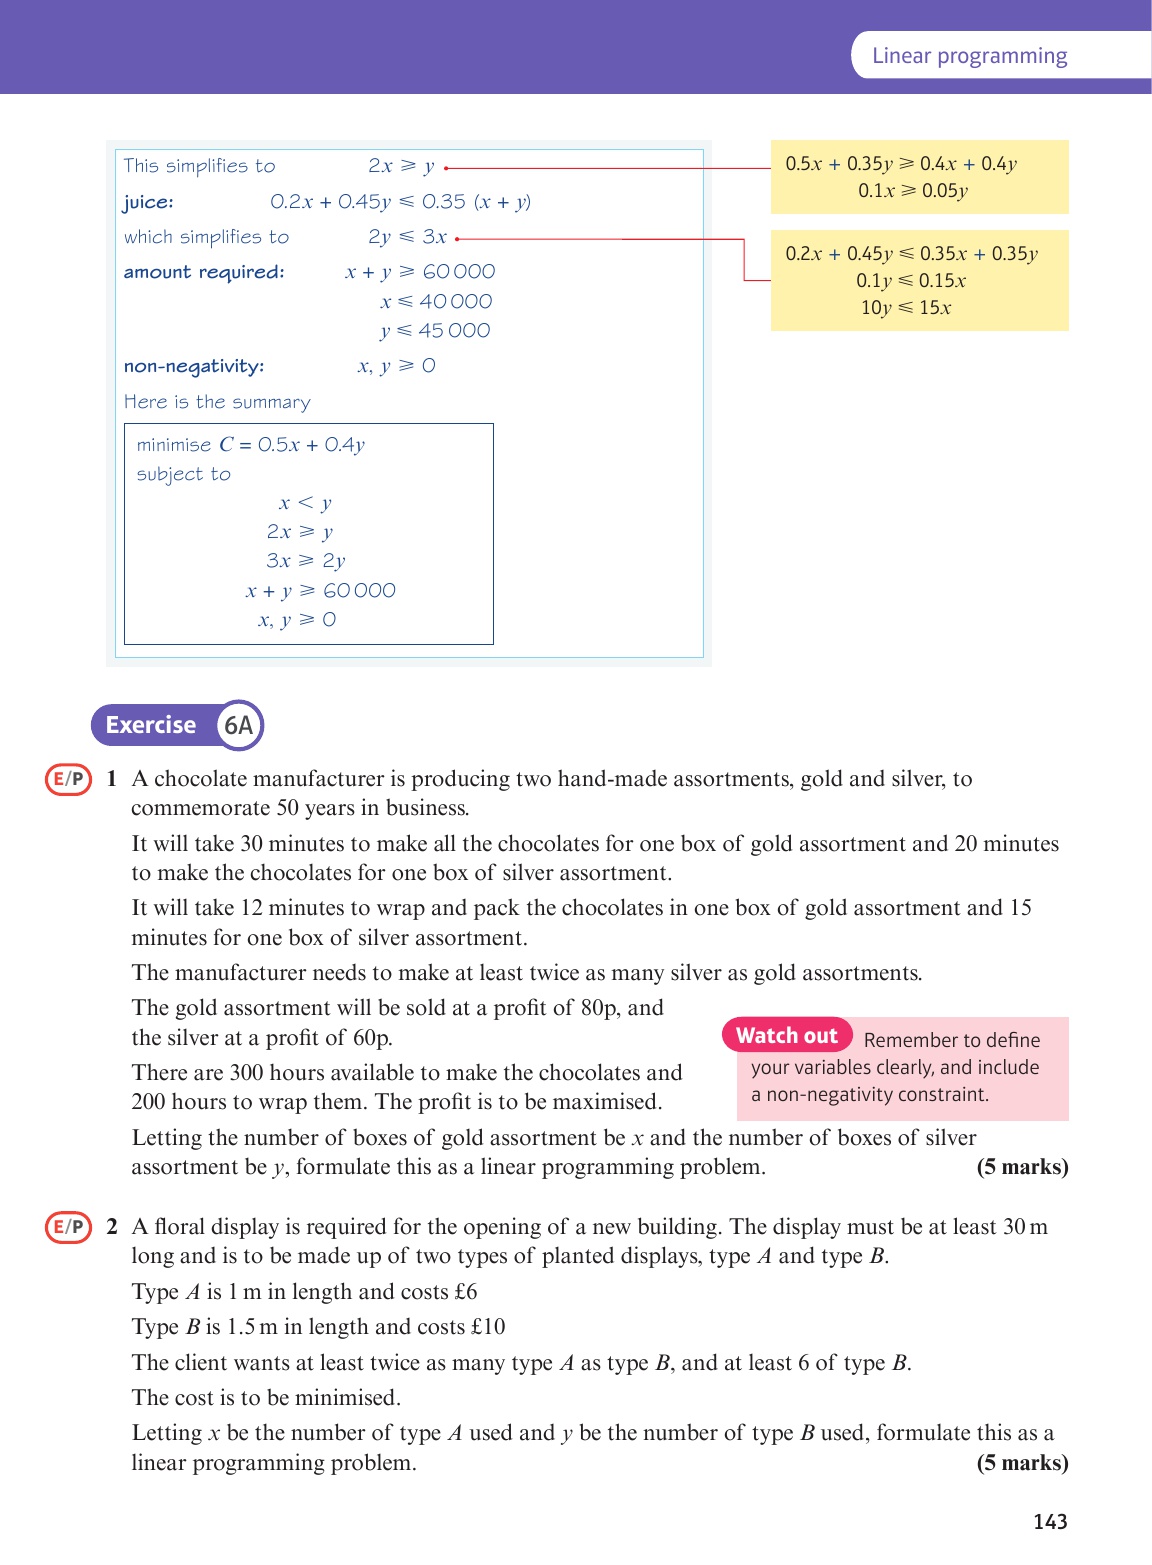 Linear programming
This simplifies to 2x ⩾ y
0.5x + 0.35y ⩾ 0.4x + 0.4y
0.1x ⩾ 0.05y
juice: 0.2x + 0.45y ⩽ 0.35 (x + y)
which simplifies to 2y ⩽ 3x
0.2x + 0.45y ⩽ 0.35x + 0.35y
0.1y ⩽ 0.15x
10y ⩽ 15x
amount required: x + y ⩾ 60 000
x ⩽ 40 000
y ⩽ 45 000
non-negativity: x, y ⩾ 0
Here is the summary
minimise C = 0.5x + 0.4y
subject to
x < y
2x ⩾ y
3x ⩾ 2y
x + y ⩾ 60 000
x, y ⩾ 0
Exercise 6A
E/P 1 A chocolate manufacturer is producing two hand-made assortments, gold and silver, to
commemorate 50 years in business.
It will take 30 minutes to make all the chocolates for one box of gold assortment and 20 minutes
to make the chocolates for one box of silver assortment.
It will take 12 minutes to wrap and pack the chocolates in one box of gold assortment and 15
minutes for one box of silver assortment.
The manufacturer needs to make at least twice as many silver as gold assortments.
The gold assortment will be sold at a profit of 80p, and
the silver at a profit of 60p.
There are 300 hours available to make the chocolates and
200 hours to wrap them. The profit is to be maximised.
Watch out Remember to define
your variables clearly, and include
a non-negativity constraint.
Letting the number of boxes of gold assortment be x and the number of boxes of silver
assortment be y, formulate this as a linear programming problem. (5 marks)
E/P 2 A floral display is required for the opening of a new building. The display must be at least 30 m
long and is to be made up of two types of planted displays, type A and type B.
Type A is 1 m in length and costs £6
Type B is 1.5 m in length and costs £10
The client wants at least twice as many type A as type B, and at least 6 of type B.
The cost is to be minimised.
Letting x be the number of type A used and y be the number of type B used, formulate this as a
linear programming problem. (5 marks)
143